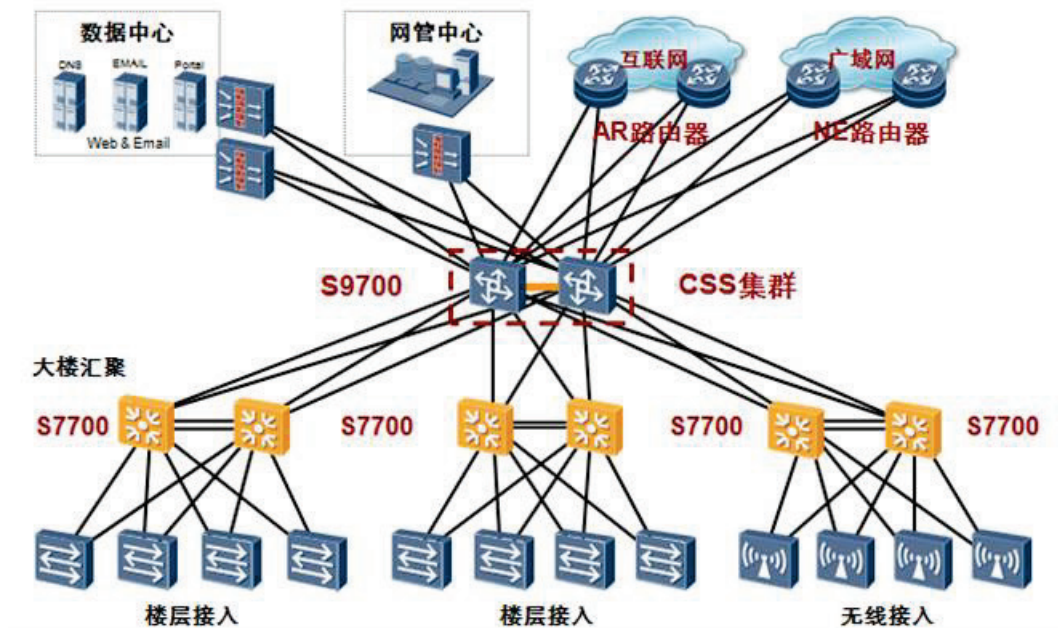 数据中心
DNS
EMAIL
Portal
Web & Email
网管中心
互联网
广域网
AR路由器
NE路由器
S9700
CSS集群
大楼汇聚
S7700
S7700
S7700
S7700
楼层接入
楼层接入
无线接入